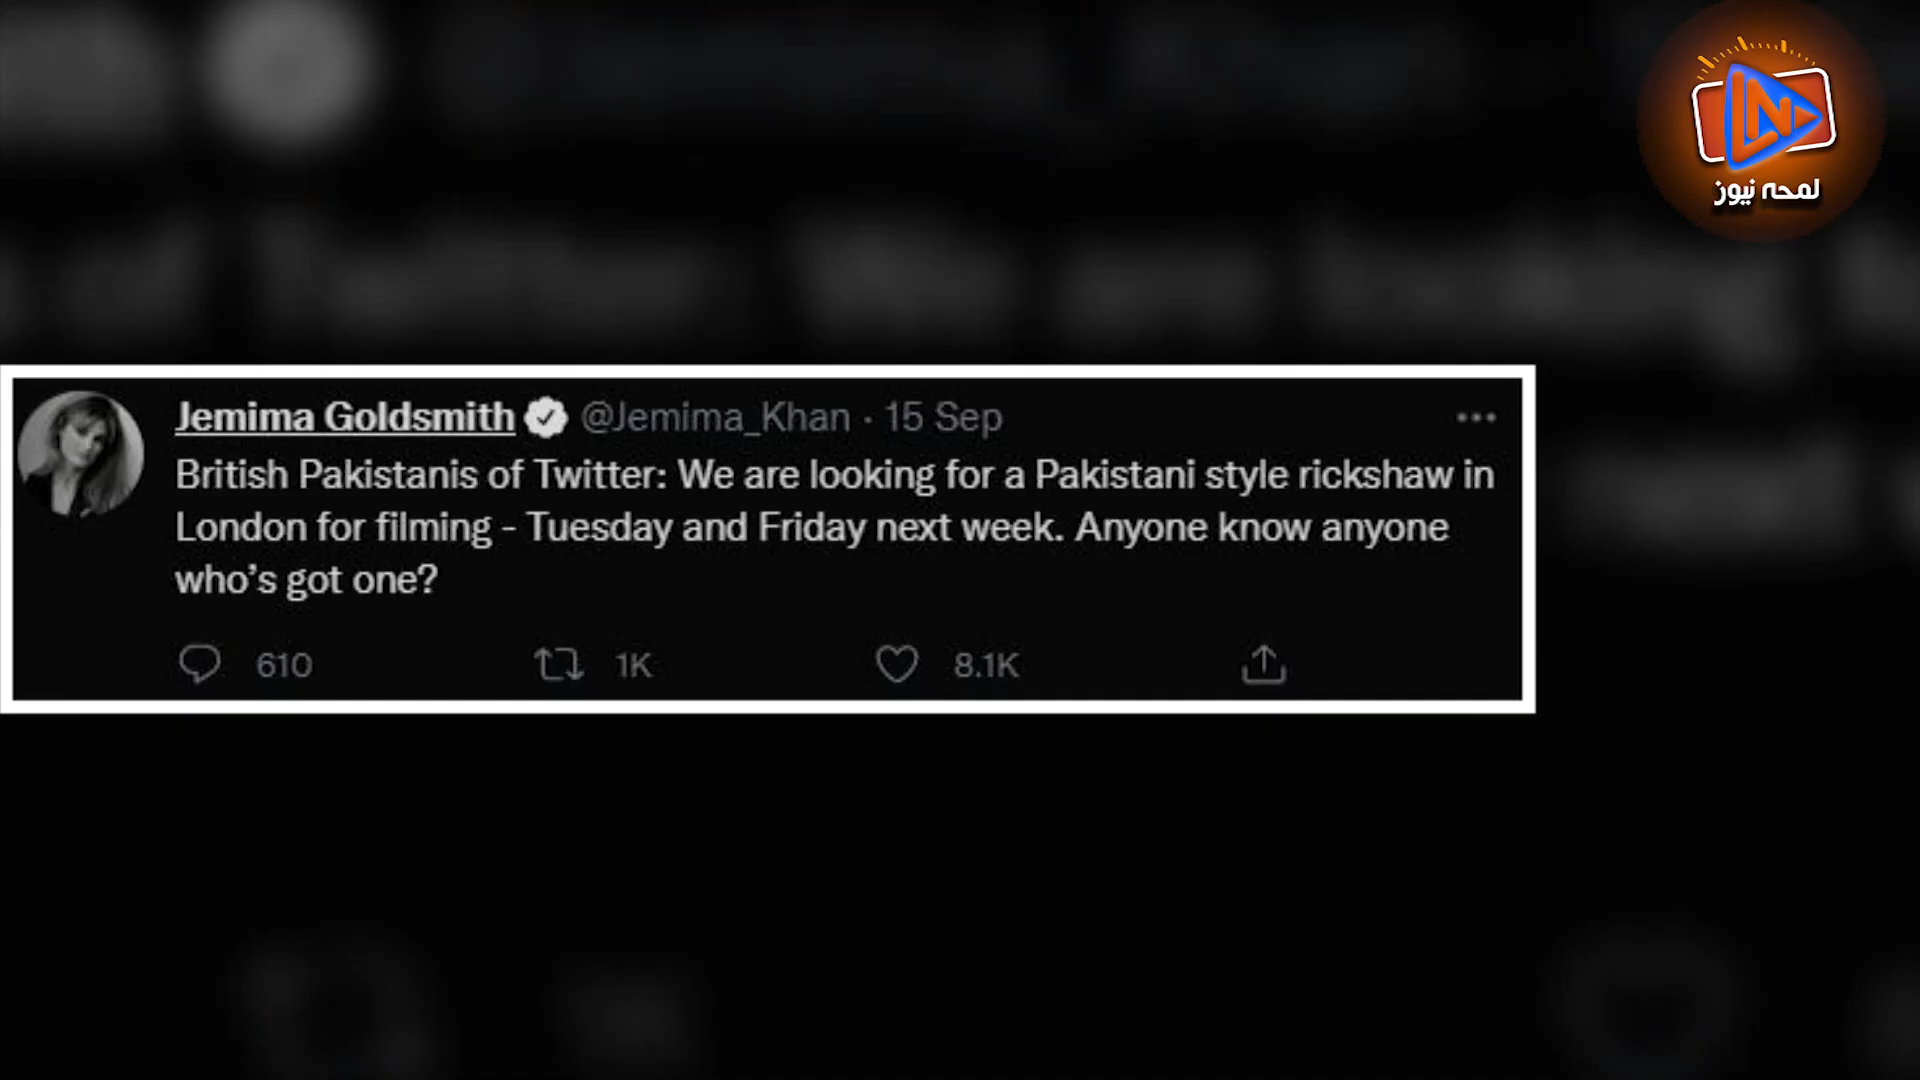 لمحہ نیوز
Jemima Goldsmith @Jemima_Khan · 15 Sep
British Pakistanis of Twitter: We are looking for a Pakistani style rickshaw in
London for filming - Tuesday and Friday next week. Anyone know anyone
who's got one?
610 1K 8.1K